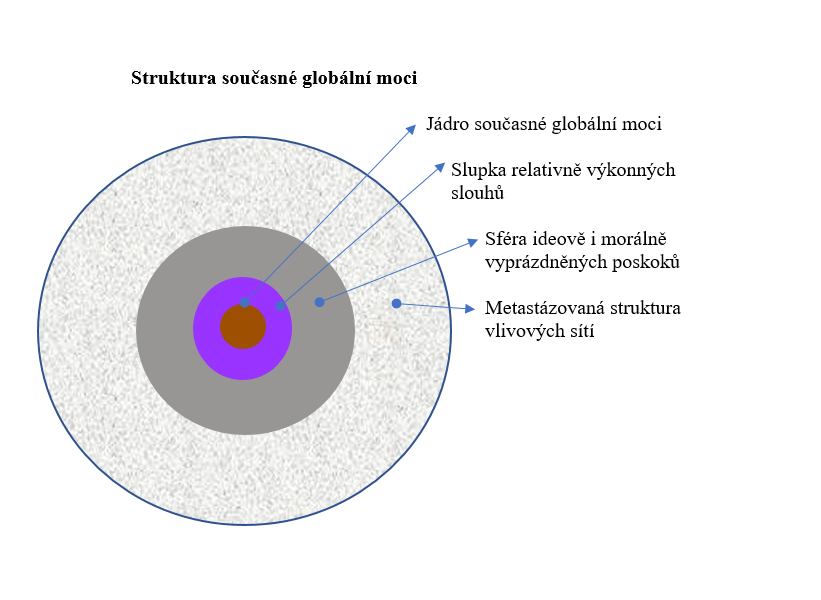 Struktura současné globální moci
Jádro současné globální moci
Slupka relativně výkonných
slouhů
Sféra ideově i morálně
vyprázdněných poskoků
Metastázovaná struktura
vlivových sítí